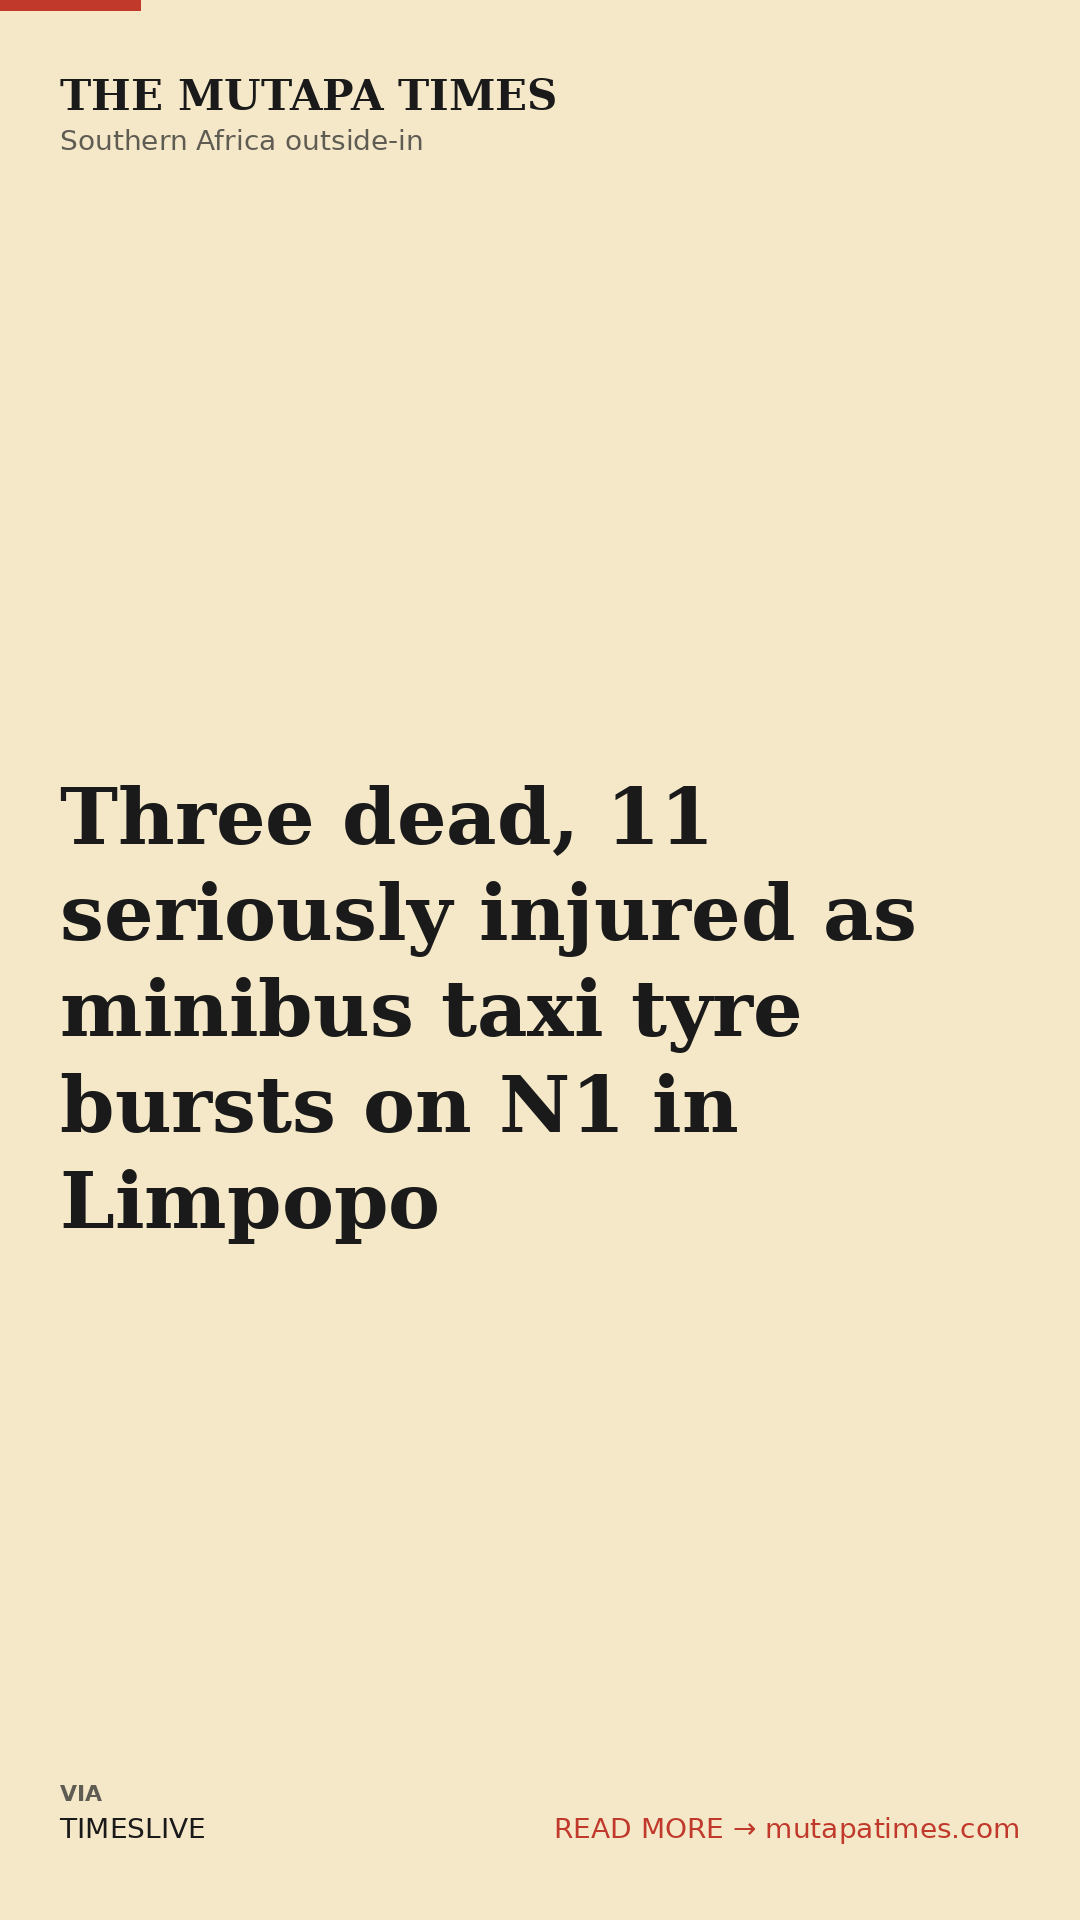 THE MUTAPA TIMES
Southern Africa outside-in
Three dead, 11
seriously injured as
minibus taxi tyre
bursts on N1 in
Limpopo
VIA
TIMESLIVE
READ MORE → mutapatimes.com